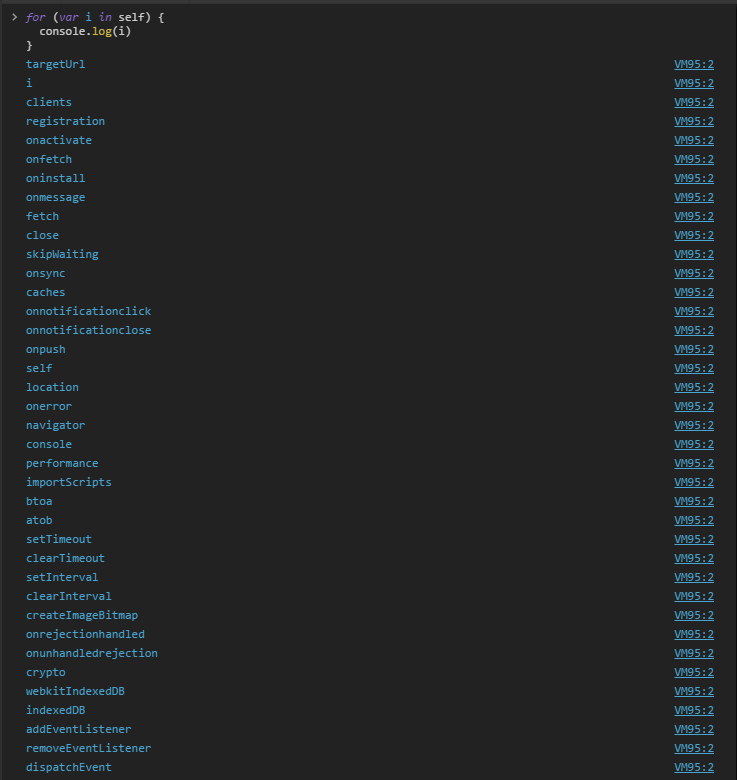 > for (var i in self) {
console.log(i)
}
targetUrl VM95:2
i VM95:2
clients VM95:2
registration VM95:2
onactivate VM95:2
onfetch VM95:2
oninstall VM95:2
onmessage VM95:2
fetch VM95:2
close VM95:2
skipWaiting VM95:2
onsync VM95:2
caches VM95:2
onnotificationclick VM95:2
onnotificationclose VM95:2
onpush VM95:2
self VM95:2
location VM95:2
onerror VM95:2
navigator VM95:2
console VM95:2
performance VM95:2
importScripts VM95:2
btoa VM95:2
atob VM95:2
setTimeout VM95:2
clearTimeout VM95:2
setInterval VM95:2
clearInterval VM95:2
createImageBitmap VM95:2
onrejectionhandled VM95:2
onunhandledrejection VM95:2
crypto VM95:2
webkitIndexedDB VM95:2
indexedDB VM95:2
addEventListener VM95:2
removeEventListener VM95:2
dispatchEvent VM95:2